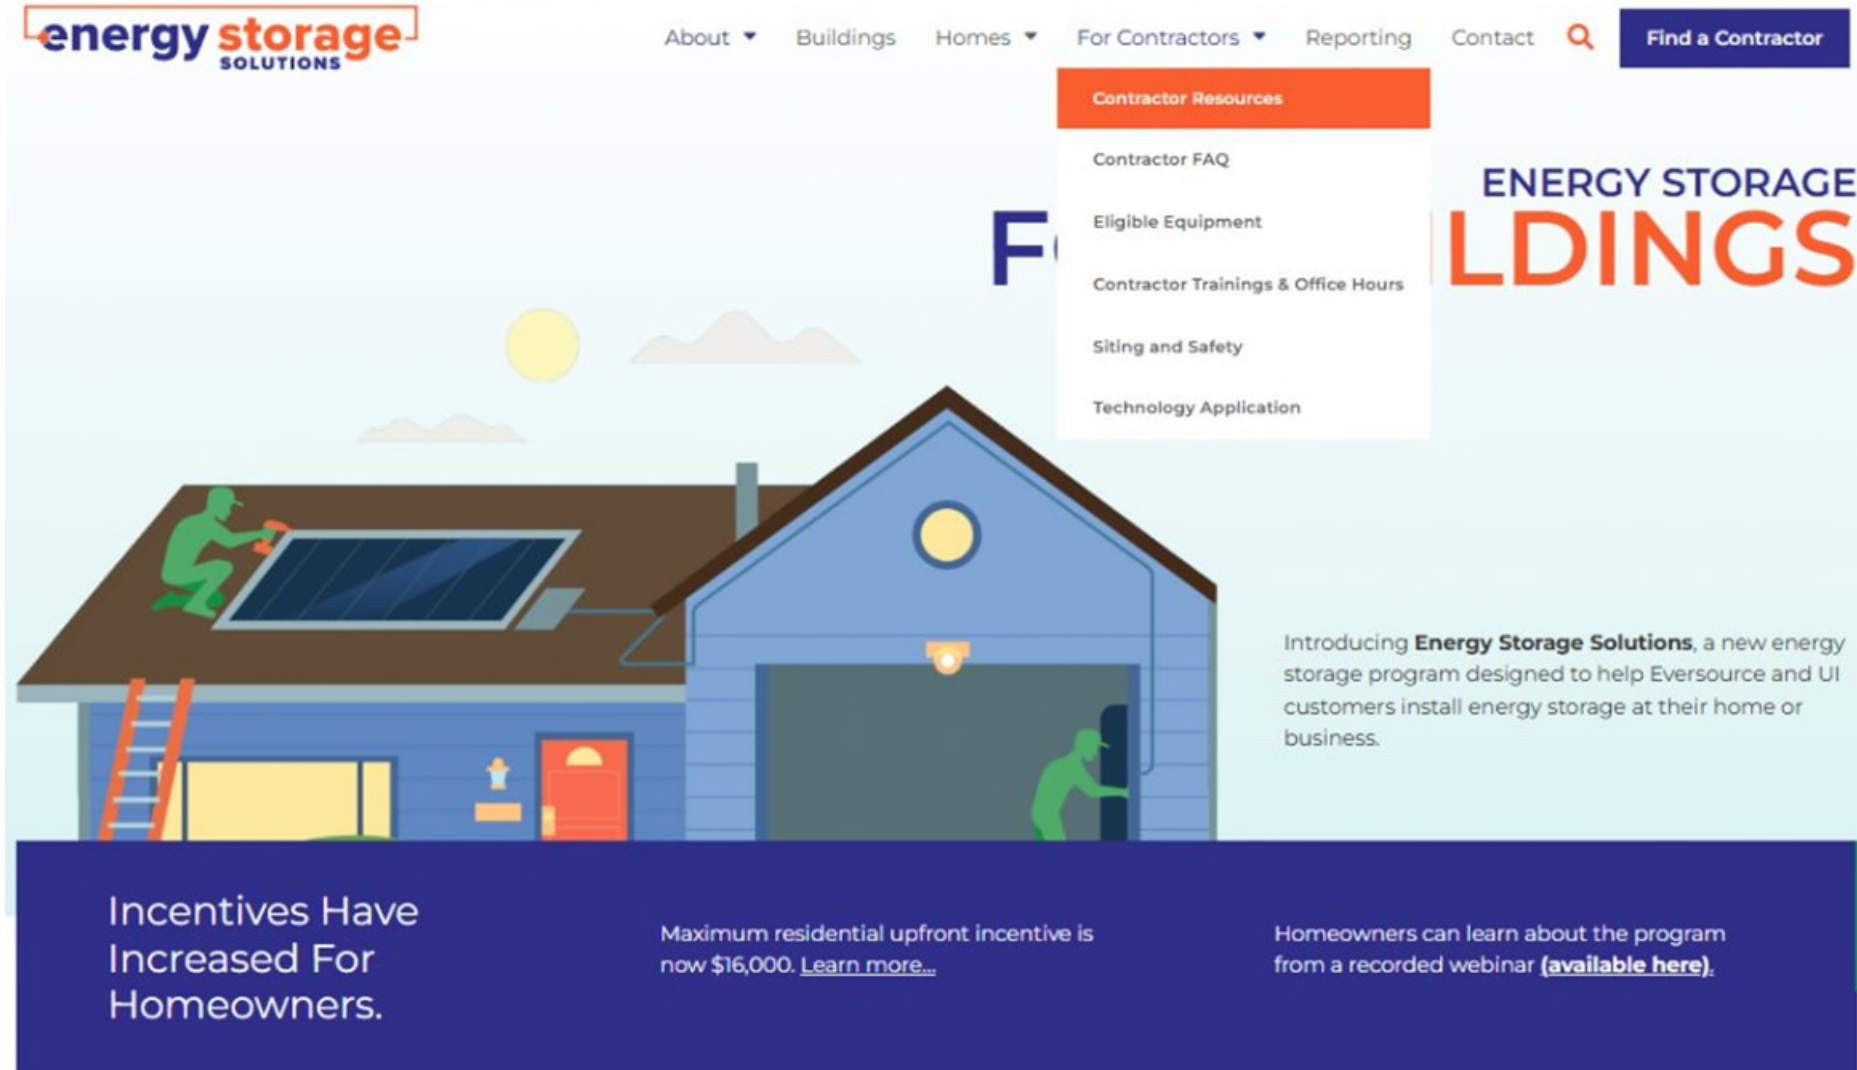 energy storage
SOLUTIONS
About
Buildings
Homes
For Contractors
Reporting
Contact
Find a Contractor
Contractor Resources
Contractor FAQ
Eligible Equipment
Contractor Trainings & Office Hours
Siting and Safety
Technology Application
ENERGY STORAGE
F LDINGS
Introducing Energy Storage Solutions, a new energy
storage program designed to help Eversource and UI
customers install energy storage at their home or
business.
Incentives Have
Increased For
Homeowners.
Maximum residential upfront incentive is
now $16,000. Learn more...
Homeowners can learn about the program
from a recorded webinar (available here).